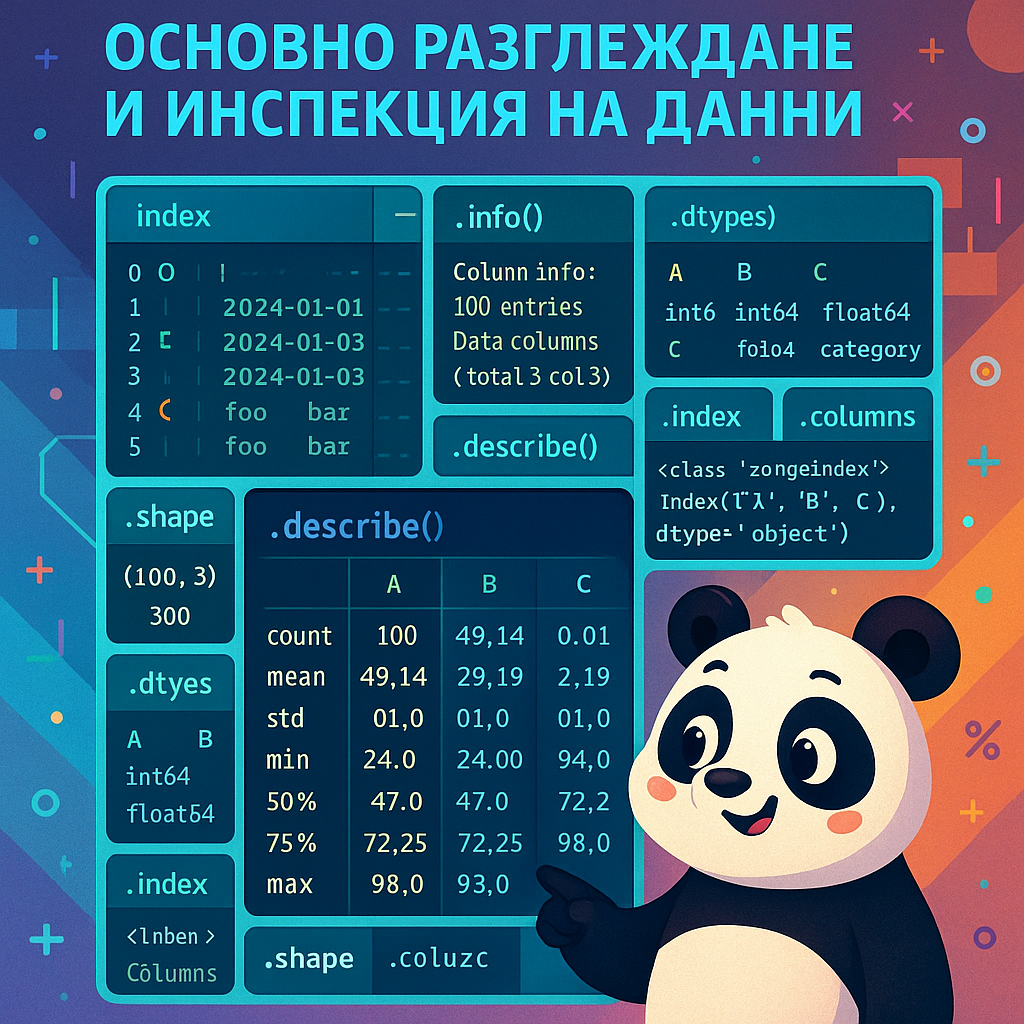 ОСНОВНО РАЗГЛЕЖДАНЕ
И ИНСПЕКЦИЯ НА ДАННИ
index
0
1 2024-01-01
2 2024-01-03
3 2024-01-03
4 foo bar
5 foo bar
.info()
Colunn info:
100 entries
Data columns
(total 3 col3)
.describe()
.dtypes)
A B C
int6 int64 float64
C folo4 category
.index .columns
<class 'zongeindex'>
'B', C ),
dtype='object')
.shape
(100, 3)
300
.dtyes
A B
int64
float54
.index
<lnben >
Cölumns
.describe()
A B C
count 100 49,14 0.01
mean 49,14 29,19 2,19
std 01,0 01,0 01,0
min 24.0 24.00 94,0
50% 47.0 47.0 72,2
75% 72,25 72,25 98,0
max 98,0 93,0
.shape .coluzc